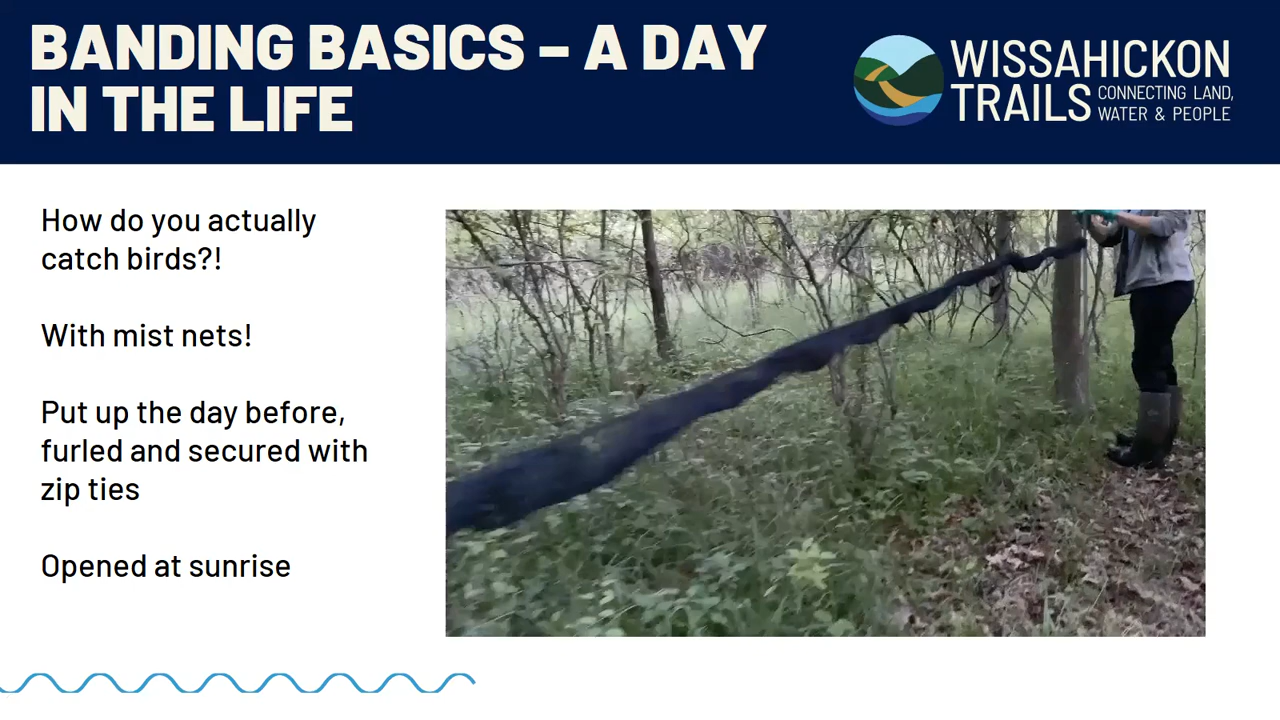 BANDING BASICS – A DAY
IN THE LIFE
WISSAHICKON
TRAILS
CONNECTING LAND,
WATER & PEOPLE
How do you actually
catch birds?!
With mist nets!
Put up the day before,
furled and secured with
zip ties
Opened at sunrise